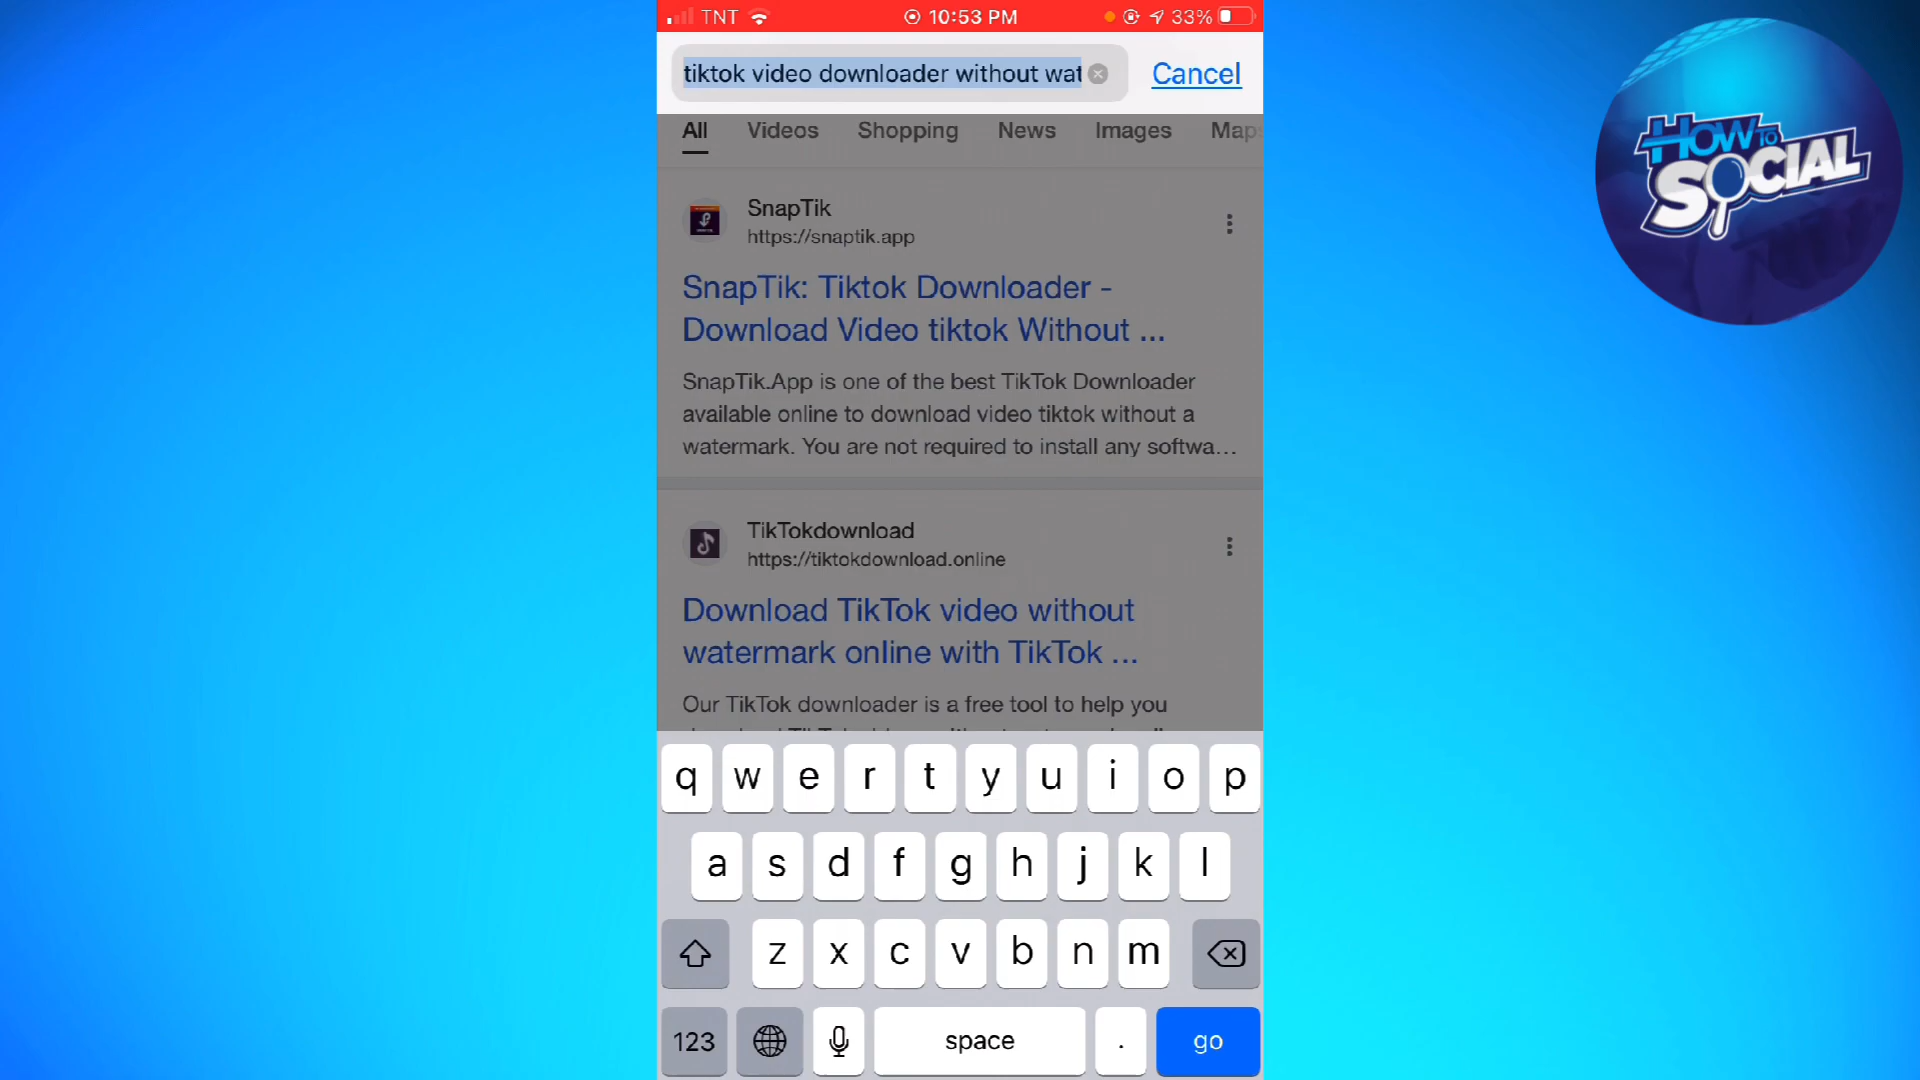 TNT 10:53 PM 33%
tiktok video downloader without wat
Cancel
All Videos Shopping News Images Maps
SnapTik
https://snaptik.app
SnapTik: Tiktok Downloader -
Download Video tiktok Without ...
SnapTik.App is one of the best TikTok Downloader
available online to download video tiktok without a
watermark. You are not required to install any softwa...
TikTokdownload
https://tiktokdownload.online
Download TikTok video without
watermark online with TikTok ...
Our TikTok downloader is a free tool to help you
q w e r t y u i o p
a s d f g h j k l
z x c v b n m
123 space . go
HOW TO
SOCIAL